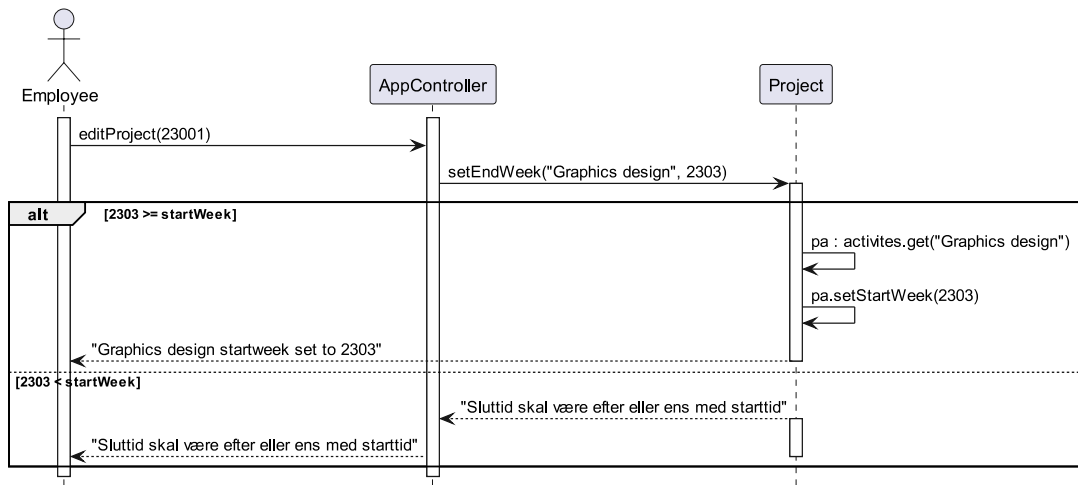 Employee
AppController
Project
editProject(23001)
setEndWeek("Graphics design", 2303)
alt
[2303 >= startWeek]
pa : activites.get("Graphics design")
pa.setStartWeek(2303)
"Graphics design startweek set to 2303"
[2303 < startWeek]
"Sluttid skal være efter eller ens med starttid"
"Sluttid skal være efter eller ens med starttid"